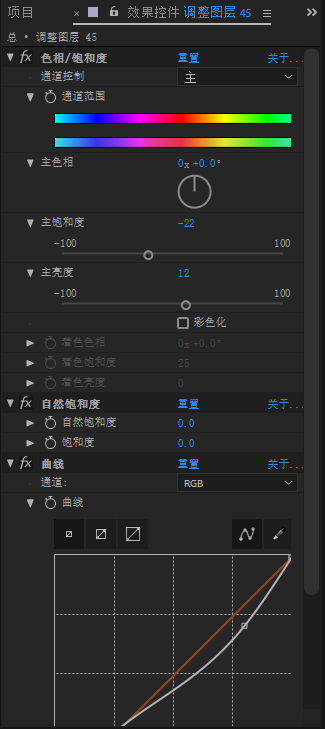 项目 × 效果控件 调整图层 45 ☰ »
总 • 调整图层 45
fx 色相/饱和度 重置 关于...
通道控制 主
通道范围
主色相 0x +0.0°
主饱和度 -22
-100 100
主亮度 12
-100 100
彩色化
着色色相 0x +0.0°
着色饱和度 25
着色亮度 0
fx 自然饱和度 重置 关于...
自然饱和度 0.0
饱和度 0.0
fx 曲线 重置 关于...
通道: RGB
曲线